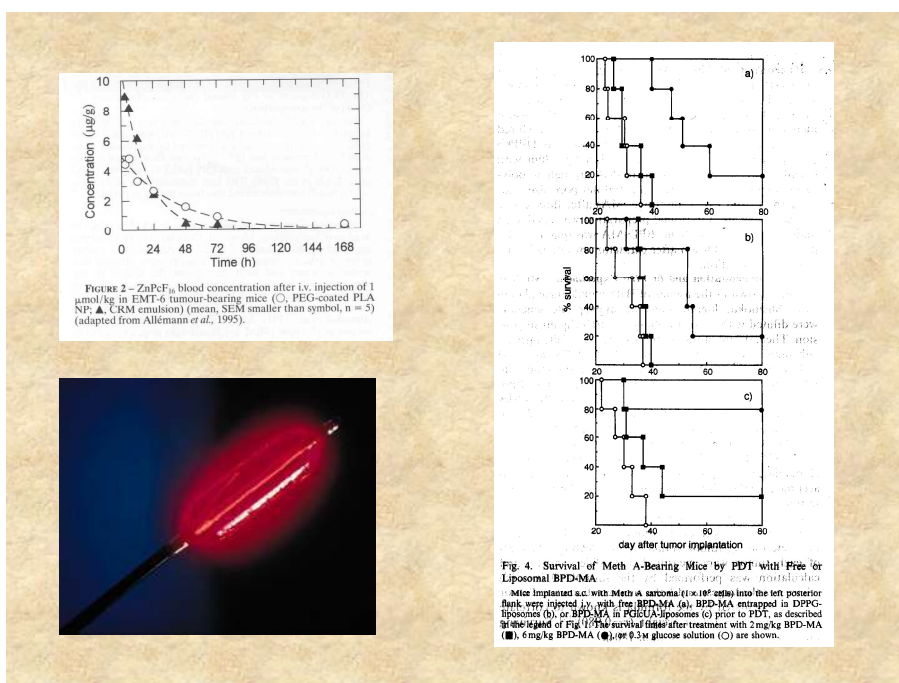 10
8
6
4
2
0
Concentration (µg/g)
0 24 48 72 96 120 144 168
Time (h)
FIGURE 2 – ZnPcF₁₆ blood concentration after i.v. injection of 1
µmol/kg in EMT-6 tumour-bearing mice (○, PEG-coated PLA
NP; ▲, CRM emulsion) (mean, SEM smaller than symbol, n = 5)
(adapted from Allémann et al., 1995).
100
80
60
40
20
a)
20 40 60 80
% survival
100
80
60
40
20
b)
20 40 60 80
100
80
60
40
20
c)
20 40 60 80
day after tumor implantation
Fig. 4. Survival of Meth A-Bearing Mice by PDT with Free or
Liposomal BPD-MA
Mice implanted s.c. with Meth A sarcoma (1 × 10⁶ cells) into the left posterior
flank were injected i.v. with free BPD-MA (a), BPD-MA entrapped in DPPG-
liposomes (b), or BPD-MA in PGlcUA-liposomes (c) prior to PDT, as described
in the legend of Fig. 1. The survival times after treatment with 2 mg/kg BPD-MA
(■), 6 mg/kg BPD-MA (●), or 0.3 M glucose solution (○) are shown.